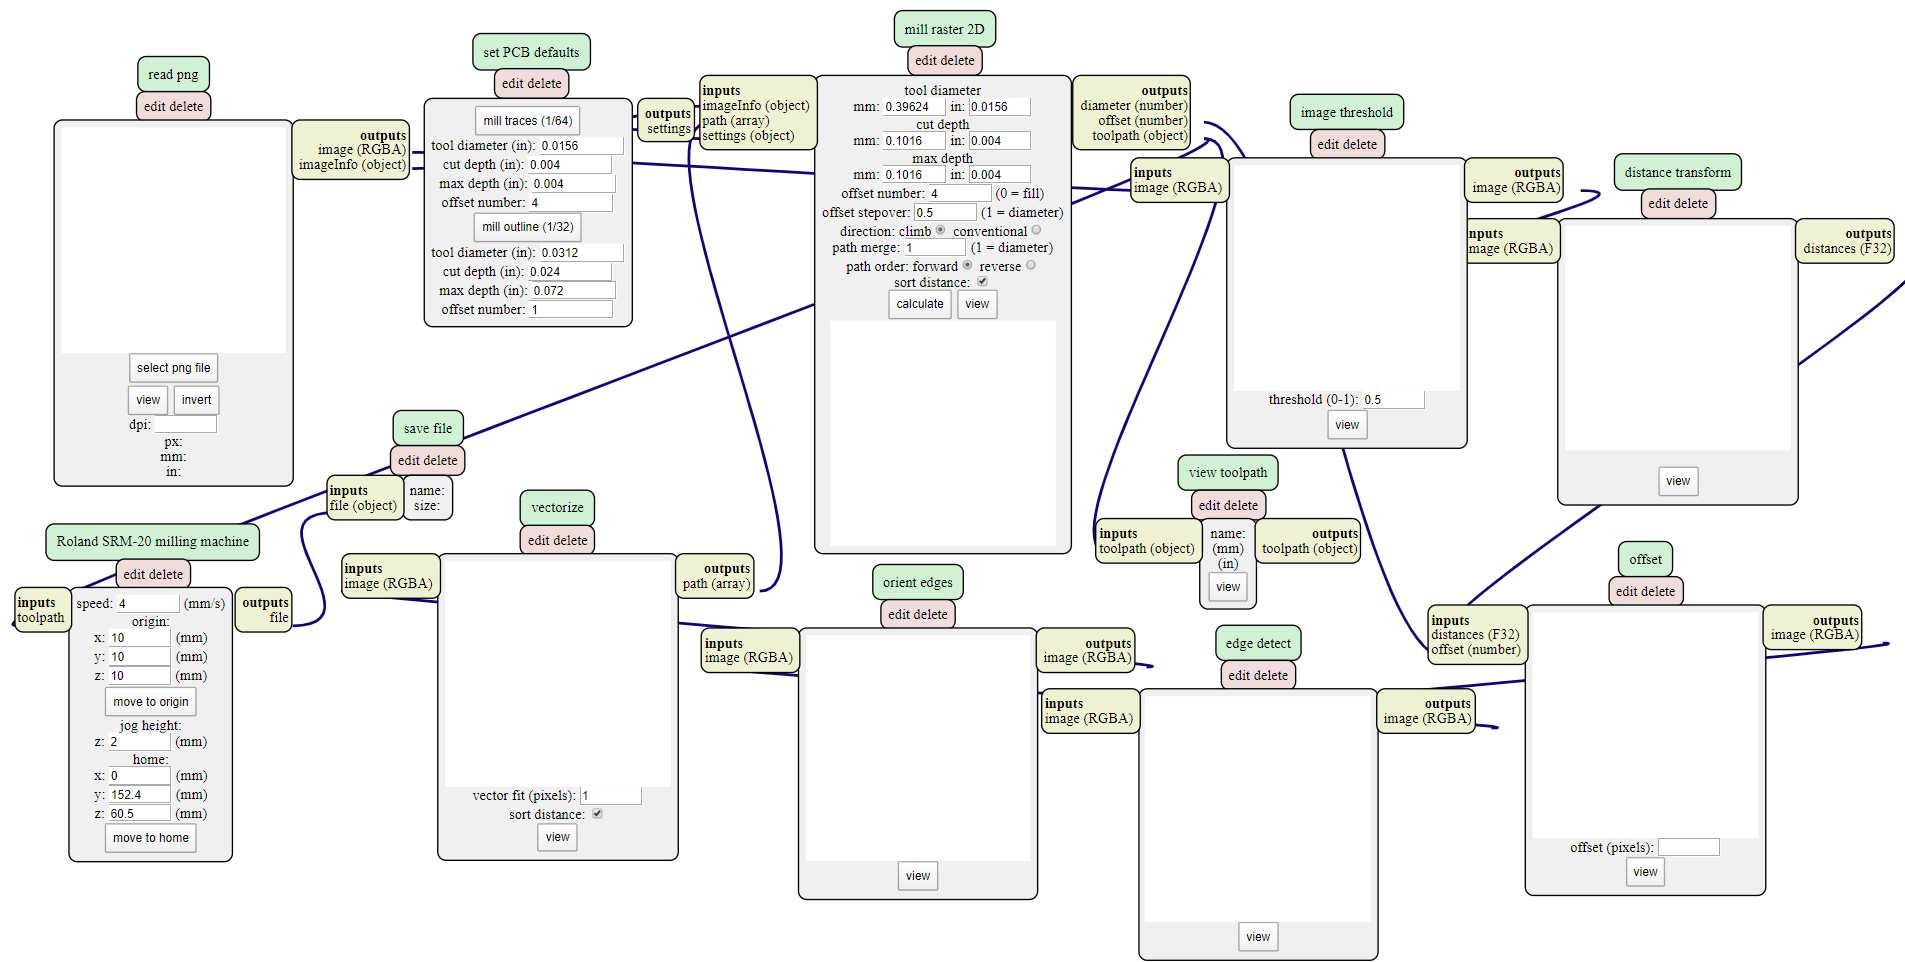 read png
edit delete
outputs
image (RGBA)
imageInfo (object)
select png file
view
invert
dpi:
px:
mm:
in:
set PCB defaults
edit delete
mill traces (1/64)
tool diameter (in): 0.0156
cut depth (in): 0.004
max depth (in): 0.004
offset number: 4
mill outline (1/32)
tool diameter (in): 0.0312
cut depth (in): 0.024
max depth (in): 0.072
offset number: 1
outputs
settings
mill raster 2D
edit delete
inputs
imageInfo (object)
path (array)
settings (object)
tool diameter
mm: 0.39624 in: 0.0156
cut depth
mm: 0.1016 in: 0.004
max depth
mm: 0.1016 in: 0.004
offset number: 4 (0 = fill)
offset stepover: 0.5 (1 = diameter)
direction: climb conventional
path merge: 1 (1 = diameter)
path order: forward reverse
sort distance:
calculate
view
outputs
diameter (number)
offset (number)
toolpath (object)
image threshold
edit delete
inputs
image (RGBA)
threshold (0-1): 0.5
view
outputs
image (RGBA)
distance transform
edit delete
inputs
image (RGBA)
view
outputs
distances (F32)
save file
edit delete
inputs
file (object)
name:
size:
Roland SRM-20 milling machine
edit delete
inputs
toolpath
speed: 4 (mm/s)
origin:
x: 10 (mm)
y: 10 (mm)
z: 10 (mm)
move to origin
jog height:
z: 2 (mm)
home:
x: 0 (mm)
y: 152.4 (mm)
z: 60.5 (mm)
move to home
outputs
file
vectorize
edit delete
inputs
image (RGBA)
vector fit (pixels): 1
sort distance:
view
outputs
path (array)
orient edges
edit delete
inputs
image (RGBA)
view
outputs
image (RGBA)
view toolpath
edit delete
inputs
toolpath (object)
name:
(mm)
(in)
view
outputs
toolpath (object)
edge detect
edit delete
inputs
image (RGBA)
view
outputs
image (RGBA)
offset
edit delete
inputs
distances (F32)
offset (number)
offset (pixels):
view
outputs
image (RGBA)